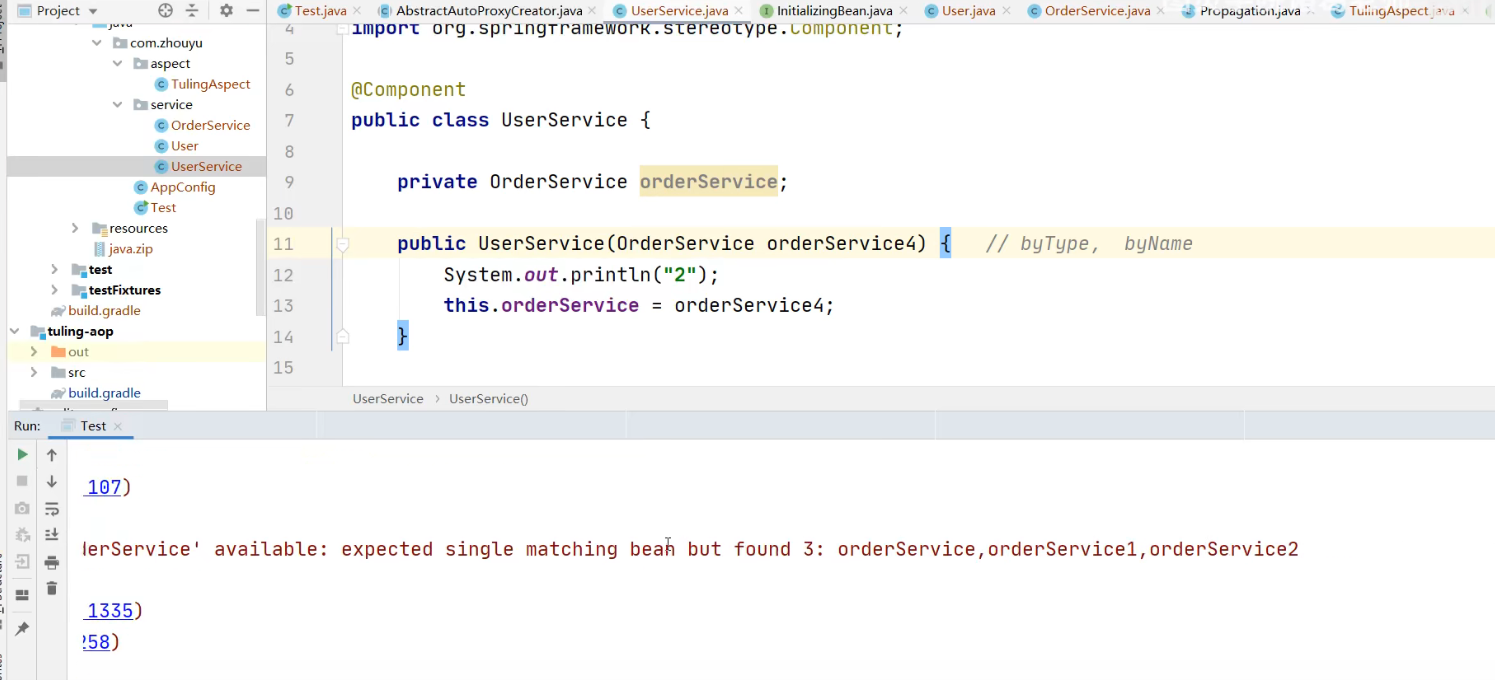 Project
Test.java
AbstractAutoProxyCreator.java
UserService.java
InitializingBean.java
User.java
OrderService.java
Propagation.java
TulingAspect.java
java
com.zhouyu
aspect
TulingAspect
service
OrderService
User
UserService
AppConfig
Test
resources
java.zip
test
testFixtures
build.gradle
tuling-aop
out
src
build.gradle
4 import org.springframework.stereotype.Component;
5
6 @Component
7 public class UserService {
8
9 private OrderService orderService;
10
11 public UserService(OrderService orderService4) { // byType, byName
12 System.out.println("2");
13 this.orderService = orderService4;
14 }
15
UserService > UserService()
Run: Test
107)
derService' available: expected single matching bean but found 3: orderService,orderService1,orderService2
1335)
258)